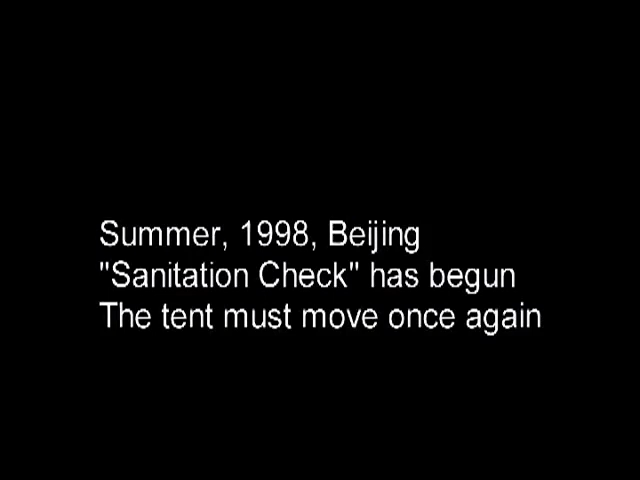 Summer, 1998, Beijing
"Sanitation Check" has begun
The tent must move once again